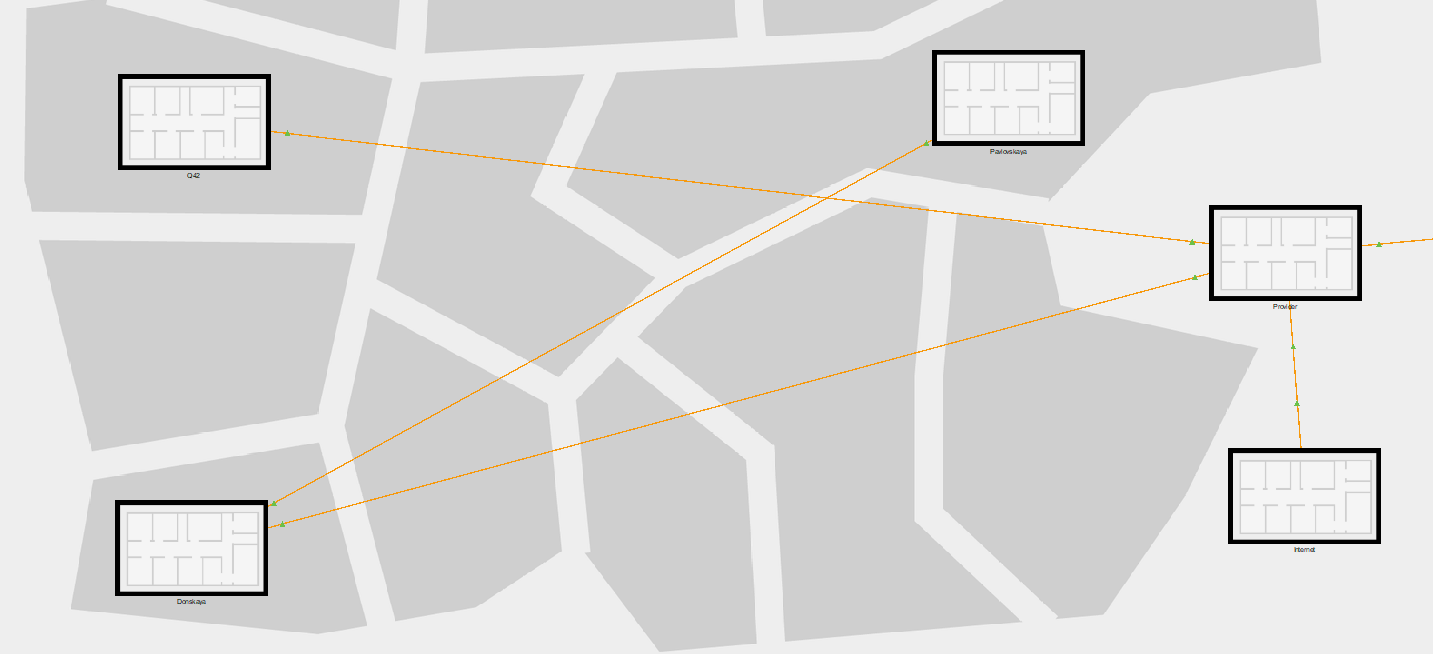 Pavlovskaya
Q42
Provider
Internet
Donskaya